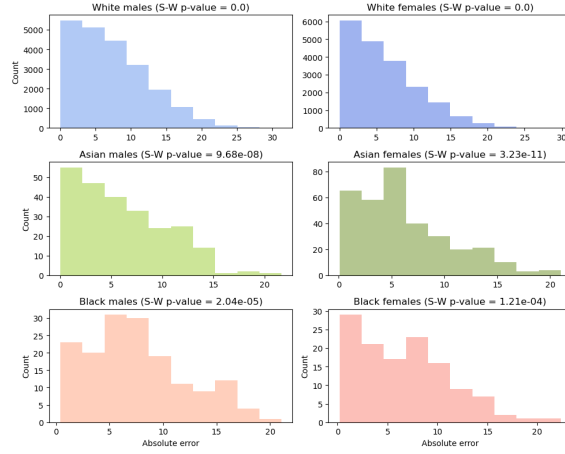 White males (S-W p-value = 0.0)
White females (S-W p-value = 0.0)
Count
5000
4000
3000
2000
1000
0
0 5 10 15 20 25 30
6000
5000
4000
3000
2000
1000
0
0 5 10 15 20 25 30
Asian males (S-W p-value = 9.68e-08)
Asian females (S-W p-value = 3.23e-11)
Count
50
40
30
20
10
0
0 5 10 15 20
Count
80
60
40
20
0
0 5 10 15 20
Black males (S-W p-value = 2.04e-05)
Black females (S-W p-value = 1.21e-04)
30
25
20
15
10
5
0
0 5 10 15 20
Absolute error
Count
30
25
20
15
10
5
0
0 5 10 15 20
Absolute error